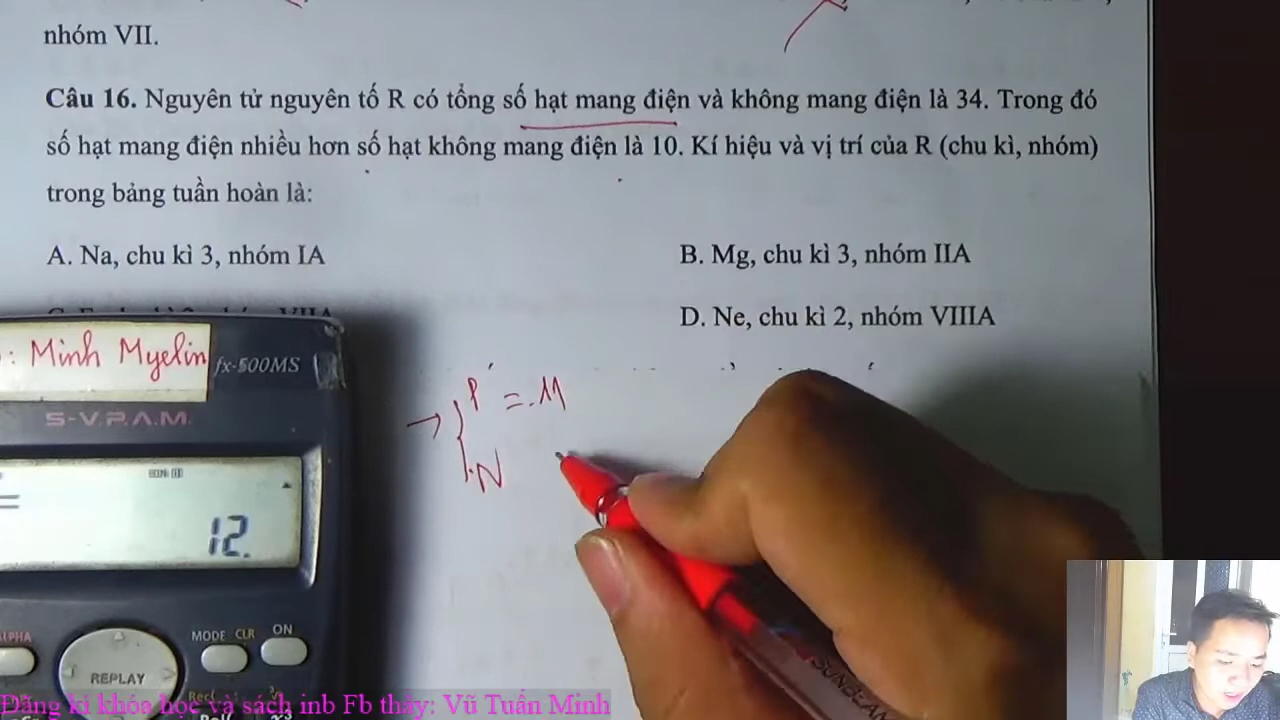 nhóm VII.
Câu 16. Nguyên tử nguyên tố R có tổng số hạt mang điện và không mang điện là 34. Trong đó
số hạt mang điện nhiều hơn số hạt không mang điện là 10. Kí hiệu và vị trí của R (chu kì, nhóm)
trong bảng tuần hoàn là:
A. Na, chu kì 3, nhóm IA
B. Mg, chu kì 3, nhóm IIA
D. Ne, chu kì 2, nhóm VIIIA
: Minh Myelin
fx-500MS
S-V.P.A.M.
=
12.
→ { P = 11
N
ALPHA
MODE CLR ON
REPLAY
SUNBEAM
Đăng kí khóa học và sách inb Fb thầy: Vũ Tuấn Minh